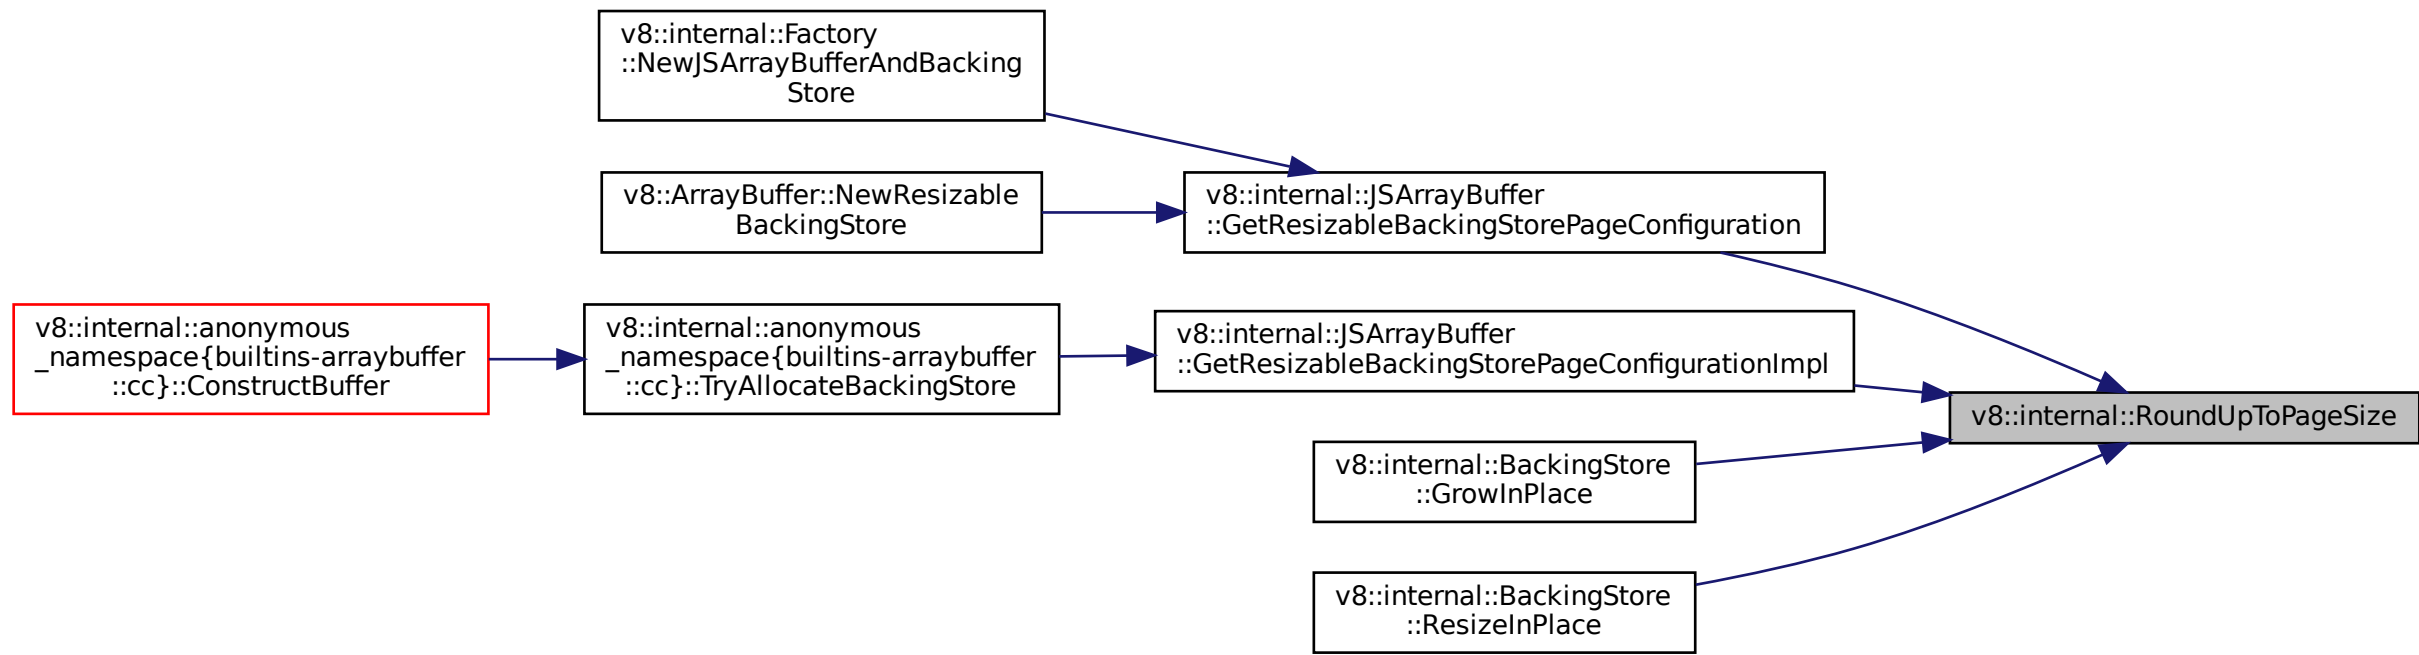 v8::internal::Factory
::NewJSArrayBufferAndBacking
Store
v8::ArrayBuffer::NewResizable
BackingStore
v8::internal::JSArrayBuffer
::GetResizableBackingStorePageConfiguration
v8::internal::anonymous
_namespace{builtins-arraybuffer
::cc}::ConstructBuffer
v8::internal::anonymous
_namespace{builtins-arraybuffer
::cc}::TryAllocateBackingStore
v8::internal::JSArrayBuffer
::GetResizableBackingStorePageConfigurationImpl
v8::internal::RoundUpToPageSize
v8::internal::BackingStore
::GrowInPlace
v8::internal::BackingStore
::ResizeInPlace